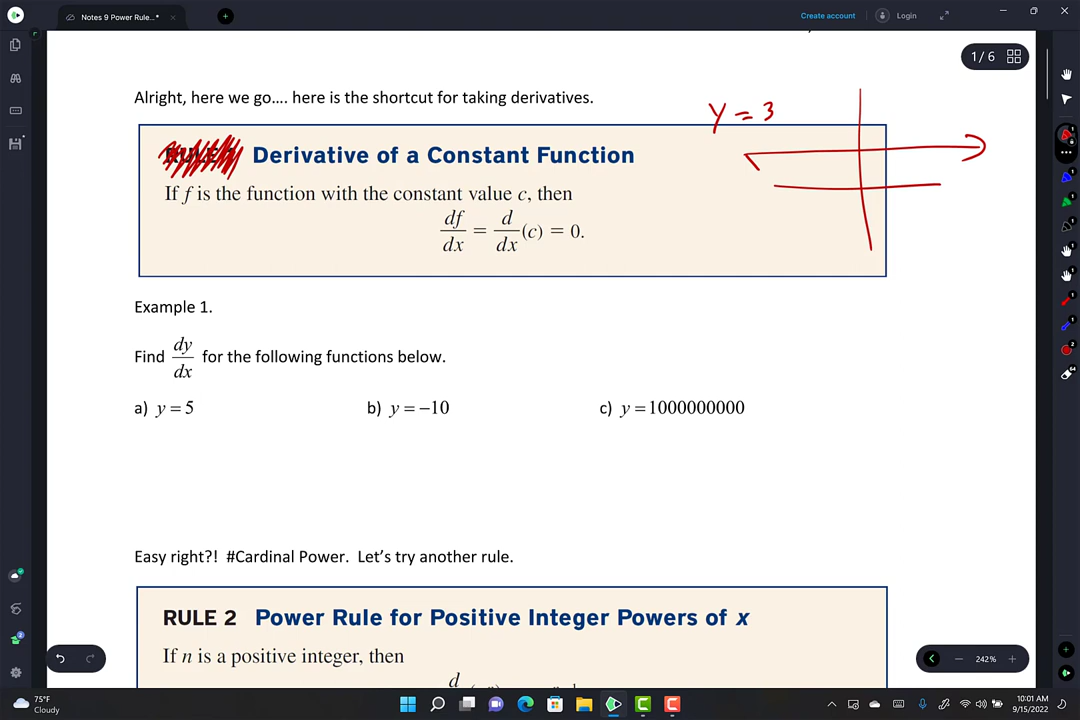 Notes 9 Power Rule...*
Create account
Login
1/6
Alright, here we go.... here is the shortcut for taking derivatives.
y = 3
Derivative of a Constant Function
If f is the function with the constant value c, then
df/dx = d/dx (c) = 0.
Example 1.
Find dy/dx for the following functions below.
a) y = 5 b) y = −10 c) y = 1000000000
Easy right?! #Cardinal Power. Let's try another rule.
RULE 2 Power Rule for Positive Integer Powers of x
If n is a positive integer, then
242%
75°F
Cloudy
10:01 AM
9/15/2022